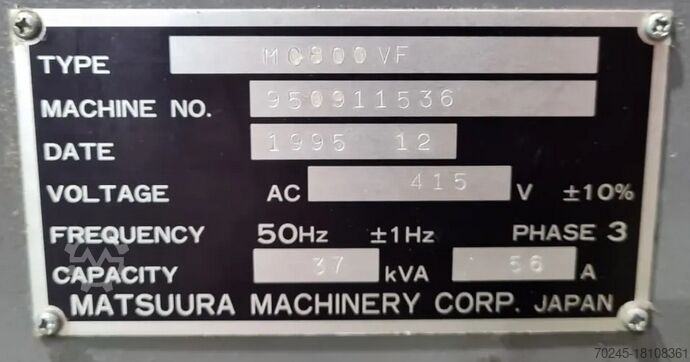 TYPE MC800VF
MACHINE NO. 950911536
DATE 1995 12
VOLTAGE AC 415 V ±10%
FREQUENCY 50Hz ±1Hz PHASE 3
CAPACITY 37 kVA 56 A
MATSUURA MACHINERY CORP. JAPAN
70245-18108361